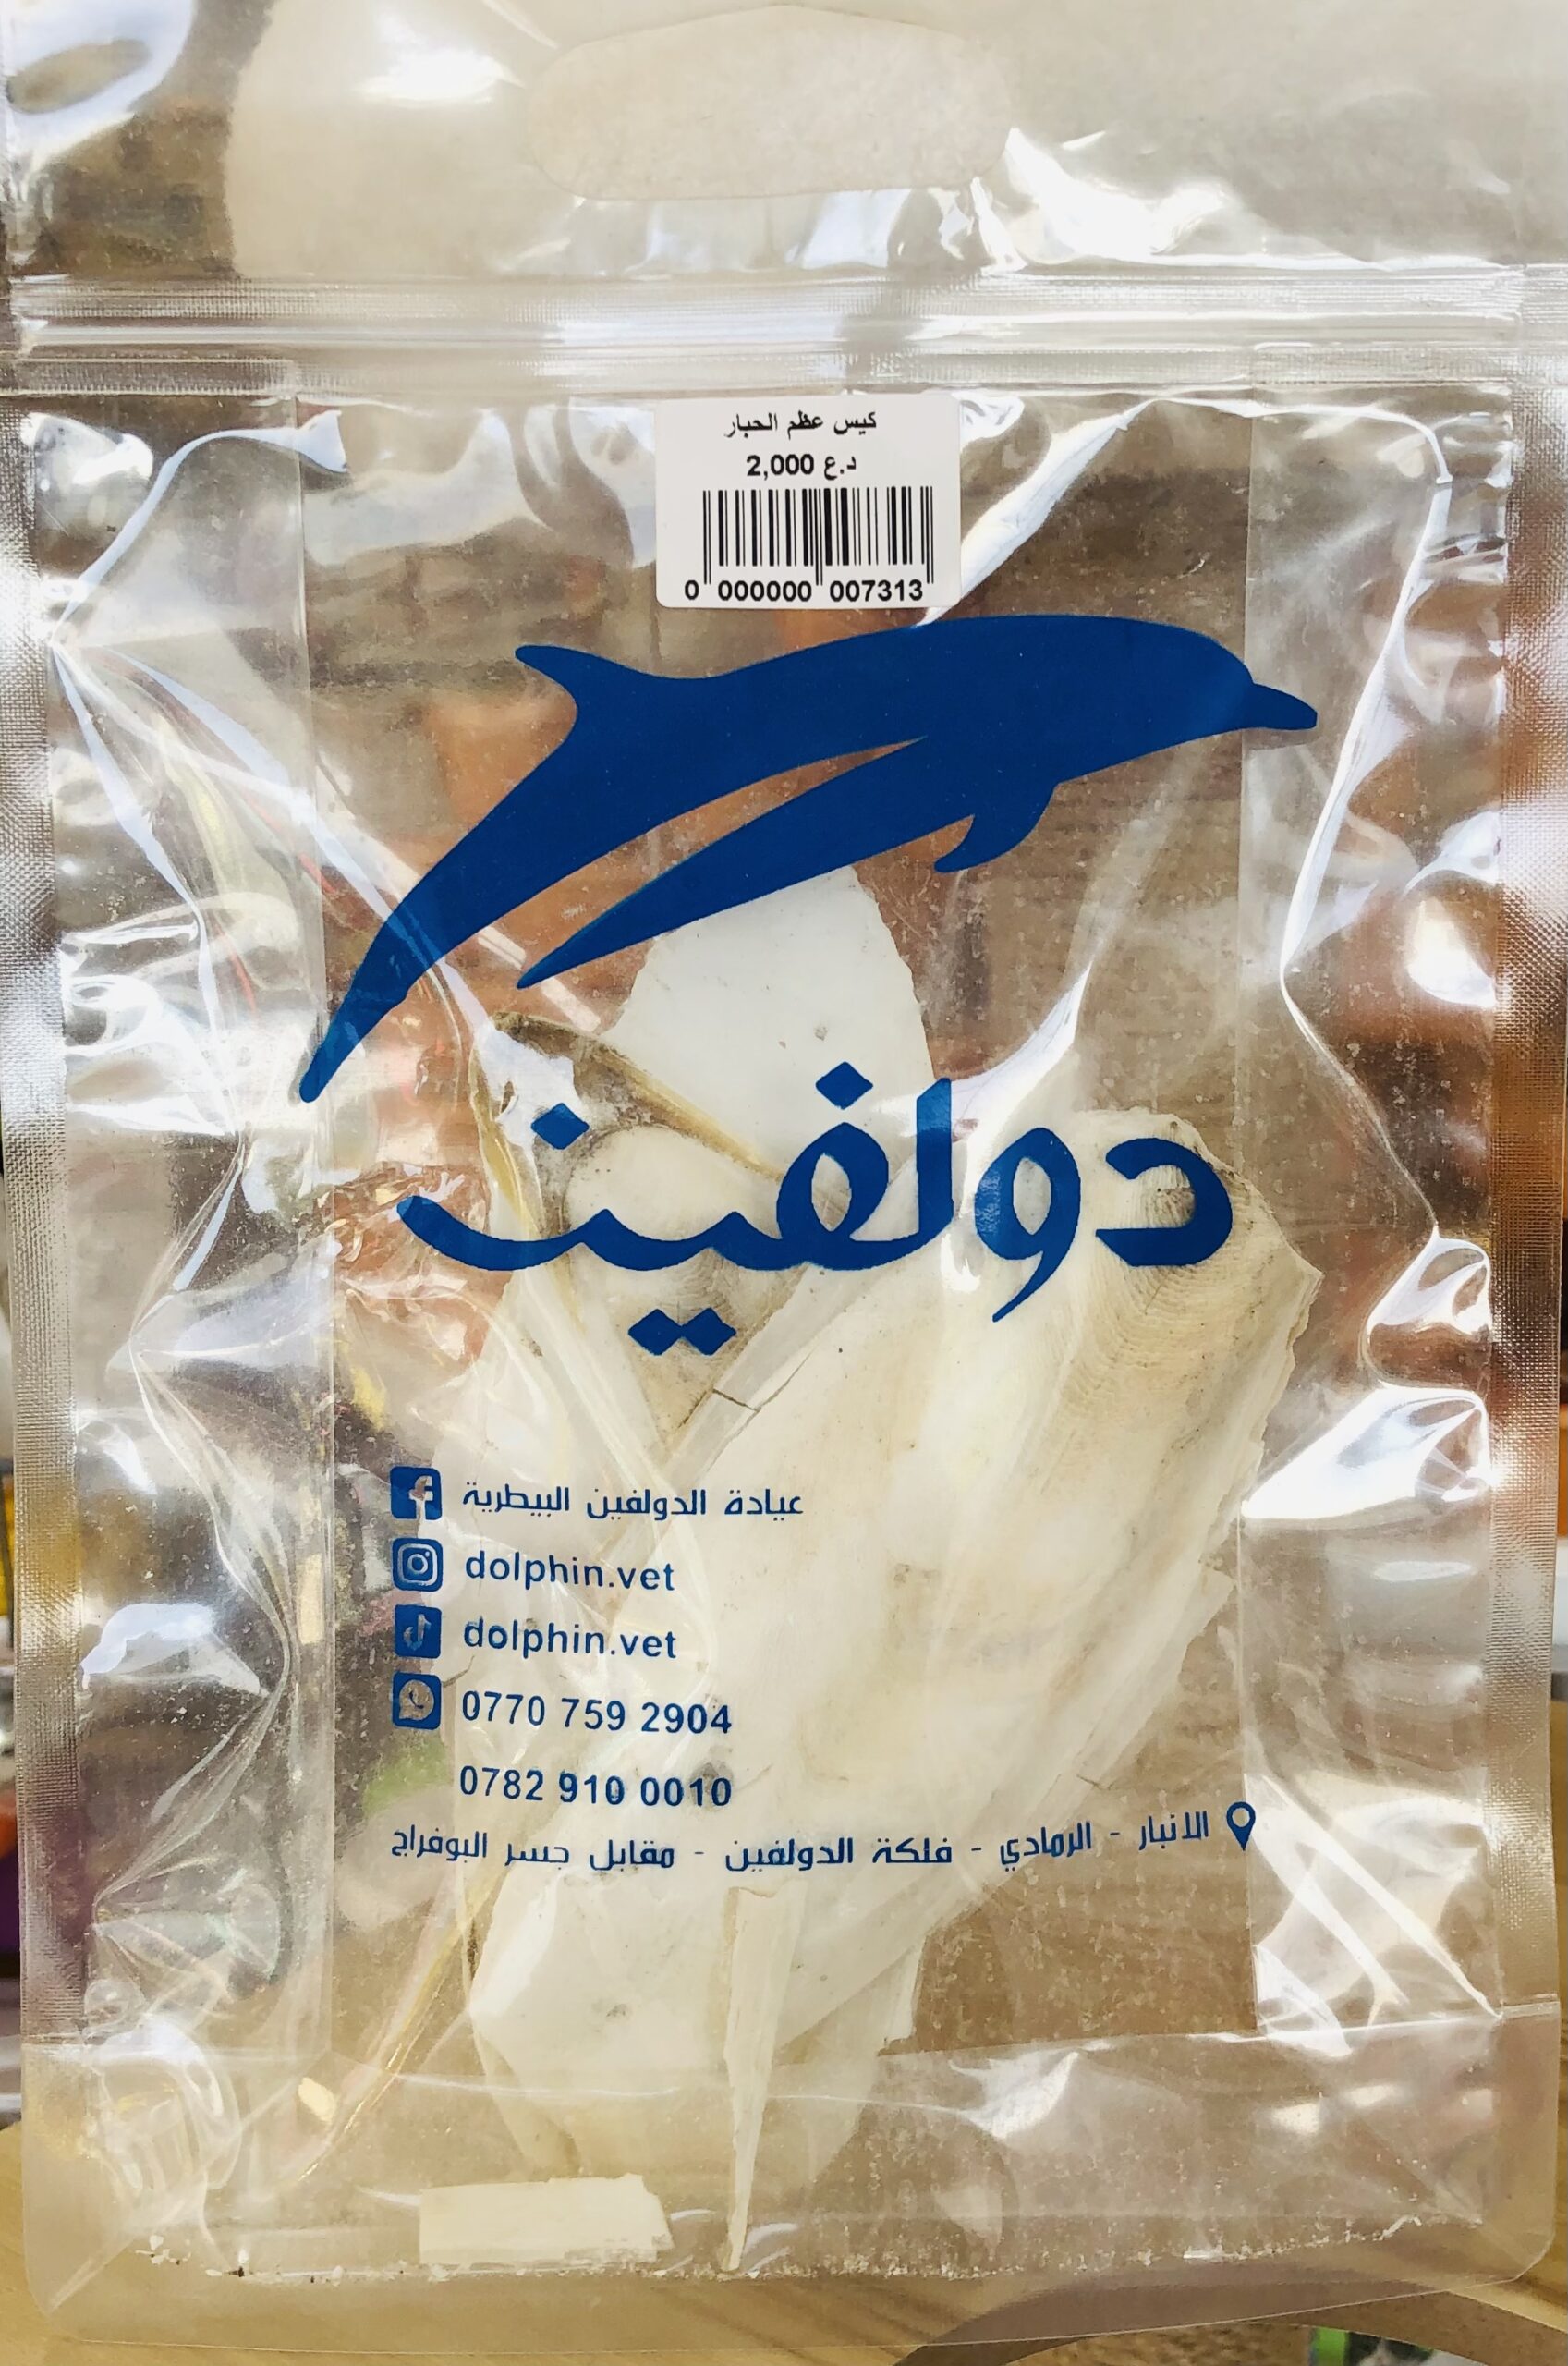 كيس عظم الحبار
د.ع 2,000
0 000000 007313
دولفين
عيادة الدولفين البيطرية
dolphin.vet
dolphin.vet
0770 759 2904
0782 910 0010
الانبار - الرمادي - فلكة الدولفين - مقابل جسر البوفراج